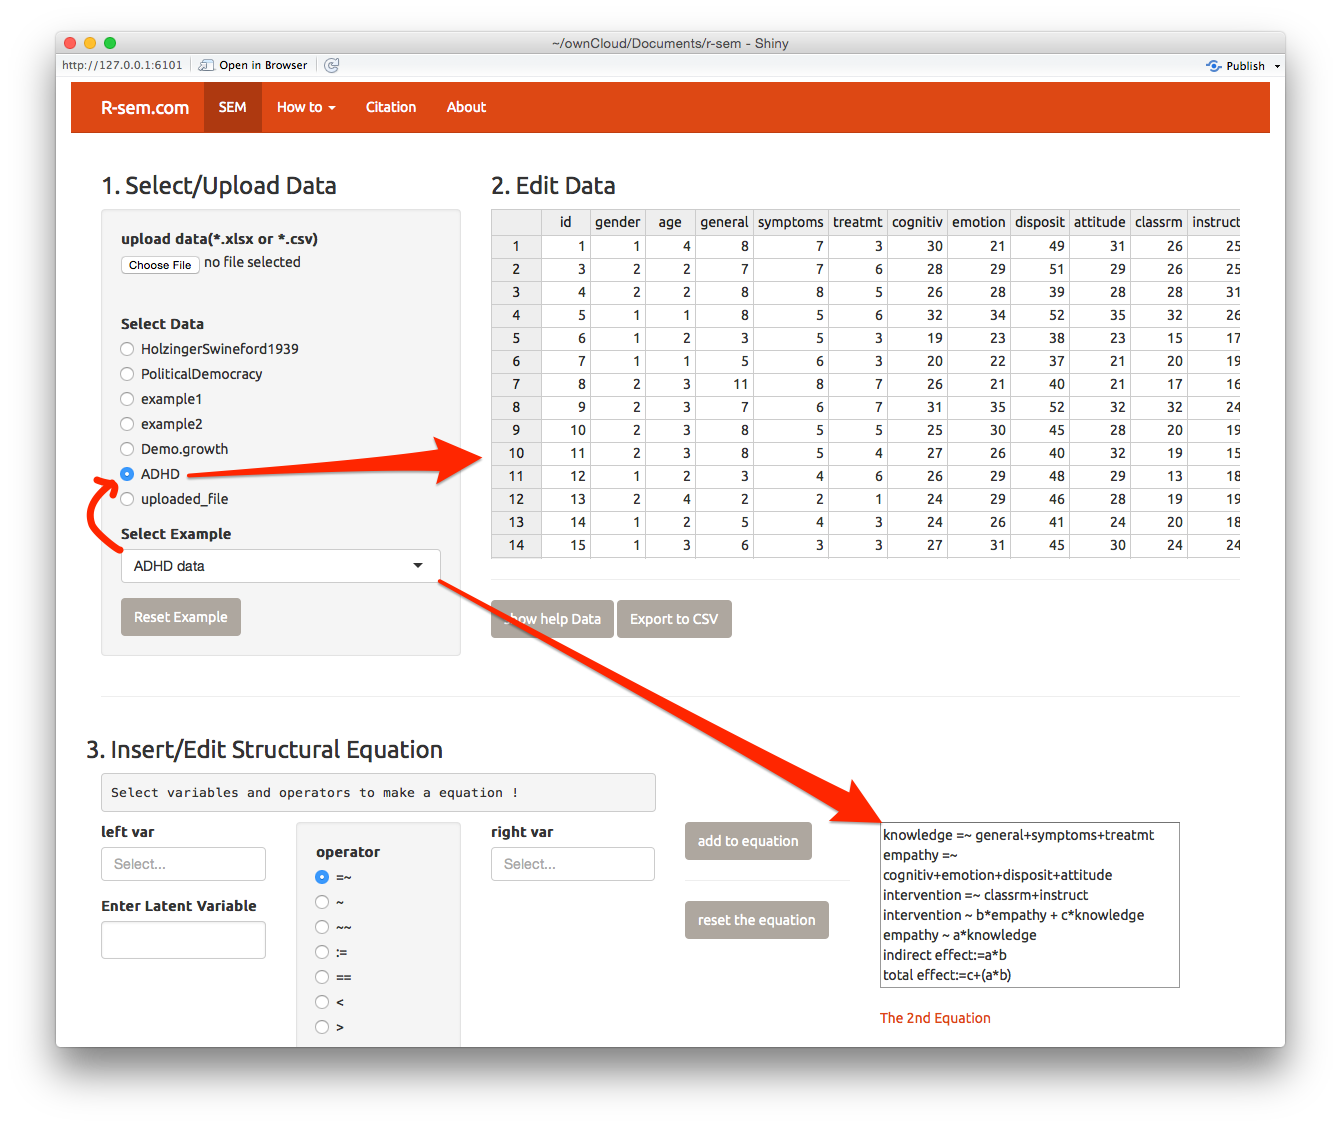 ~/ownCloud/Documents/r-sem - Shiny
http://127.0.0.1:6101 Open in Browser Publish
R-sem.com SEM How to Citation About
1. Select/Upload Data
upload data(*.xlsx or *.csv)
Choose File no file selected
Select Data
HolzingerSwineford1939
PoliticalDemocracy
example1
example2
Demo.growth
ADHD
uploaded_file
Select Example
ADHD data
Reset Example
2. Edit Data
id gender age general symptoms treatmt cognitiv emotion disposit attitude classrm instruct
1 1 1 4 8 7 3 30 21 49 31 26 25
2 3 2 2 7 7 6 28 29 51 29 26 25
3 4 2 2 8 8 5 26 28 39 28 28 31
4 5 1 1 8 5 6 32 34 52 35 32 26
5 6 1 2 3 5 3 19 23 38 23 15 17
6 7 1 1 5 6 3 20 22 37 21 20 19
7 8 2 3 11 8 7 26 21 40 21 17 16
8 9 2 3 7 6 7 31 35 52 32 32 24
9 10 2 3 8 5 5 25 30 45 28 20 19
10 11 2 3 8 5 4 27 26 40 32 19 15
11 12 1 2 3 4 6 26 29 48 29 13 18
12 13 2 4 2 2 1 24 29 46 28 19 19
13 14 1 2 5 4 3 24 26 41 24 20 18
14 15 1 3 6 3 3 27 31 45 30 24 24
Show help Data Export to CSV
3. Insert/Edit Structural Equation
Select variables and operators to make a equation !
left var
Select...
Enter Latent Variable
operator
=~
~
~~
:=
==
<
>
right var
Select...
add to equation
reset the equation
knowledge =~ general+symptoms+treatmt
empathy =~
cognitiv+emotion+disposit+attitude
intervention =~ classrm+instruct
intervention ~ b*empathy + c*knowledge
empathy ~ a*knowledge
indirect effect:=a*b
total effect:=c+(a*b)
The 2nd Equation